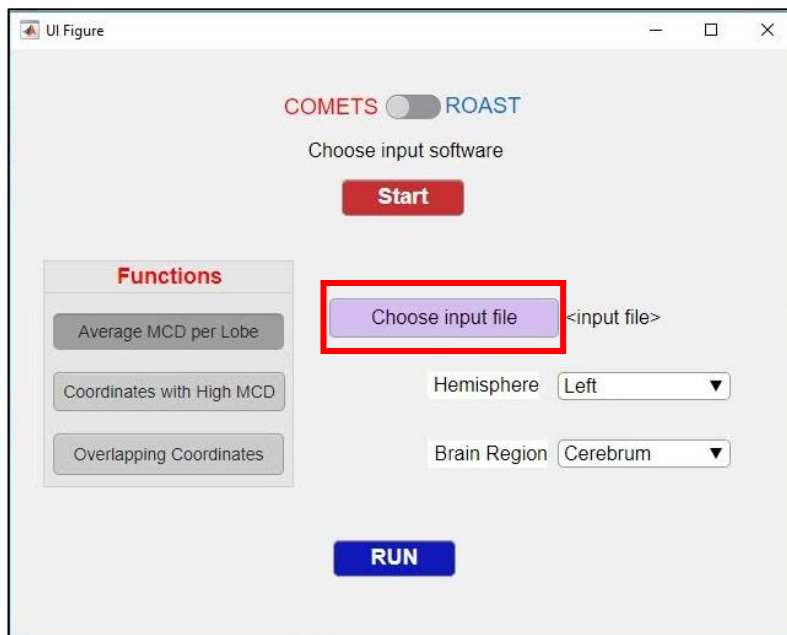 UI Figure
COMETS ROAST
Choose input software
Start
Functions
Average MCD per Lobe
Coordinates with High MCD
Overlapping Coordinates
Choose input file <input file>
Hemisphere Left
Brain Region Cerebrum
RUN